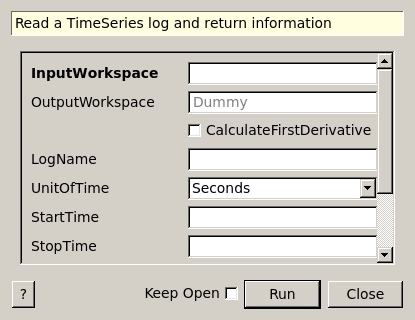 Read a TimeSeries log and return information
InputWorkspace
OutputWorkspace Dummy
CalculateFirstDerivative
LogName
UnitOfTime Seconds
StartTime
StopTime
? Keep Open Run Close